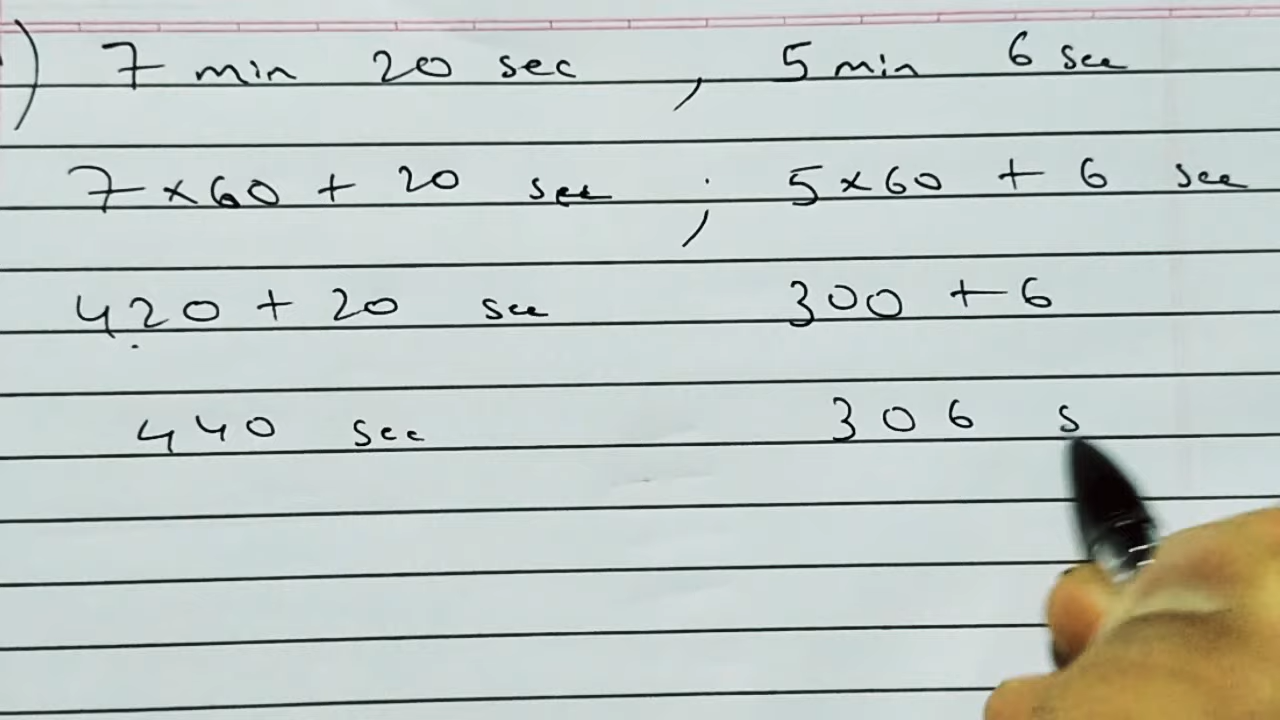 ) 7 min 20 sec , 5 min 6 sec
7 × 60 + 20 sec , 5 × 60 + 6 sec
420 + 20 sec 300 + 6
440 sec 306 s